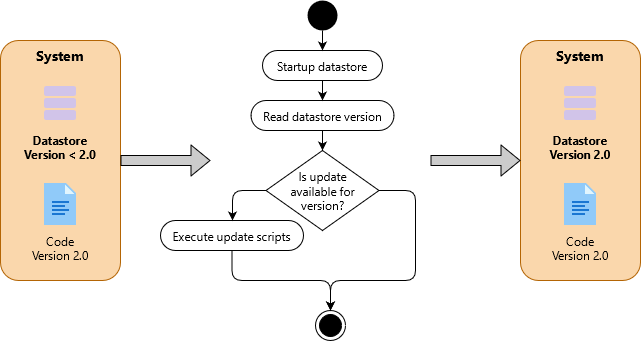 System
Datastore
Version < 2.0
Code
Version 2.0
Startup datastore
Read datastore version
Is update
available for
version?
Execute update scripts
System
Datastore
Version 2.0
Code
Version 2.0